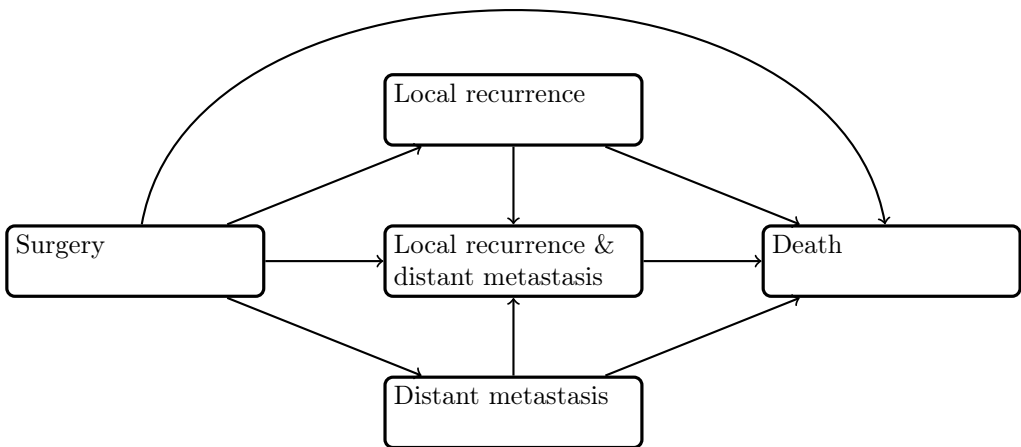 Local recurrence
Surgery
Local recurrence &
distant metastasis
Death
Distant metastasis